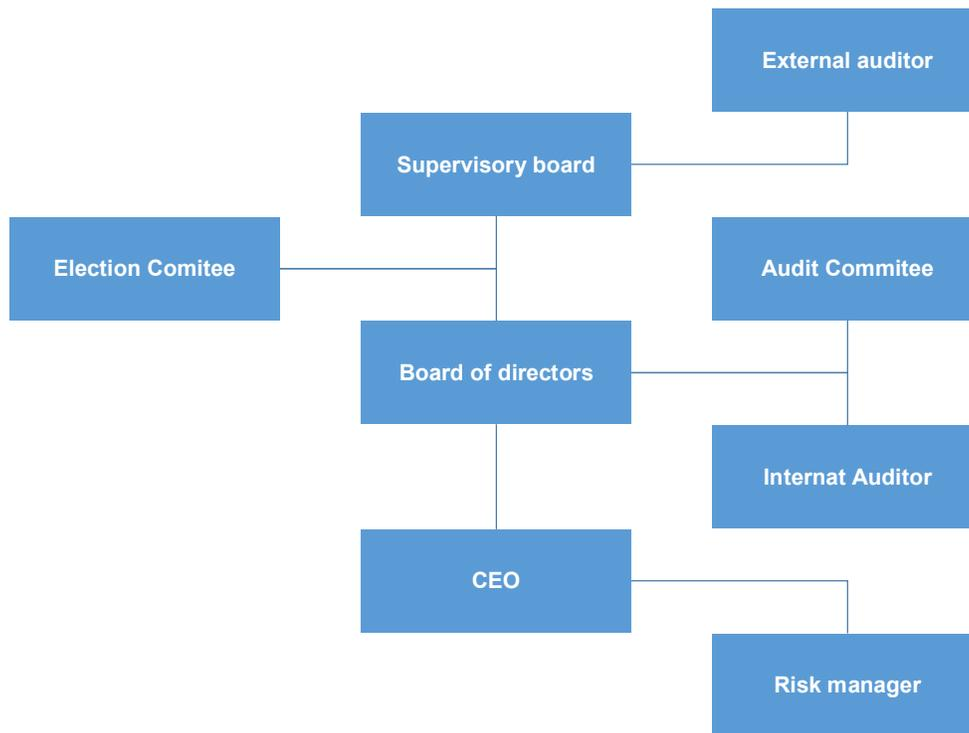 External auditor
Supervisory board
Election Comitee
Audit Commitee
Board of directors
Internat Auditor
CEO
Risk manager